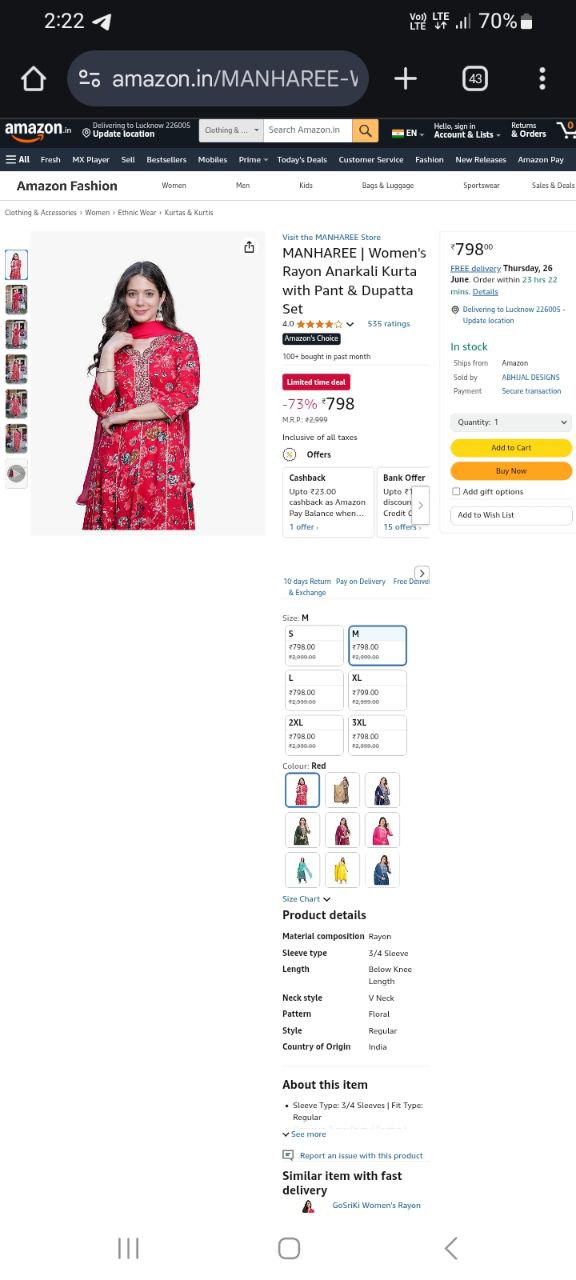 2:22
Vo) LTE
LTE
70%
amazon.in/MANHAREE-V
43
amazon.in
Delivering to Lucknow 226005
Update location
Clothing & ...
Search Amazon.in
EN
Hello, sign in
Account & Lists
Returns
& Orders
0
All Fresh MX Player Sell Bestsellers Mobiles Prime Today's Deals Customer Service Fashion New Releases Amazon Pay
Amazon Fashion Women Men Kids Bags & Luggage Sportswear Sales & Deals
Clothing & Accessories › Women › Ethnic Wear › Kurtas & Kurtis
Visit the MANHAREE Store
MANHAREE | Women's
Rayon Anarkali Kurta
with Pant & Dupatta
Set
4.0 535 ratings
Amazon's Choice
100+ bought in past month
Limited time deal
-73% ₹798
M.R.P.: ₹2,999
Inclusive of all taxes
Offers
Cashback
Upto ₹23.00
cashback as Amazon
Pay Balance when...
1 offer ›
Bank Offer
Upto ₹1
discoun
Credit C
15 offers ›
10 days Return
& Exchange
Pay on Delivery
Free Deliver
Size: M
S
₹798.00
₹2,999.00
M
₹798.00
₹2,999.00
L
₹798.00
₹2,999.00
XL
₹799.00
₹2,999.00
2XL
₹798.00
₹2,999.00
3XL
₹798.00
₹2,999.00
Colour: Red
Size Chart
Product details
Material composition Rayon
Sleeve type 3/4 Sleeve
Length Below Knee
Length
Neck style V Neck
Pattern Floral
Style Regular
Country of Origin India
About this item
• Sleeve Type: 3/4 Sleeves | Fit Type:
Regular
See more
Report an issue with this product
Similar item with fast
delivery
GoSriKi Women's Rayon
₹798.00
FREE delivery Thursday, 26
June. Order within 23 hrs 22
mins. Details
Delivering to Lucknow 226005 -
Update location
In stock
Ships from Amazon
Sold by ABHIJAL DESIGNS
Payment Secure transaction
Quantity: 1
Add to Cart
Buy Now
Add gift options
Add to Wish List